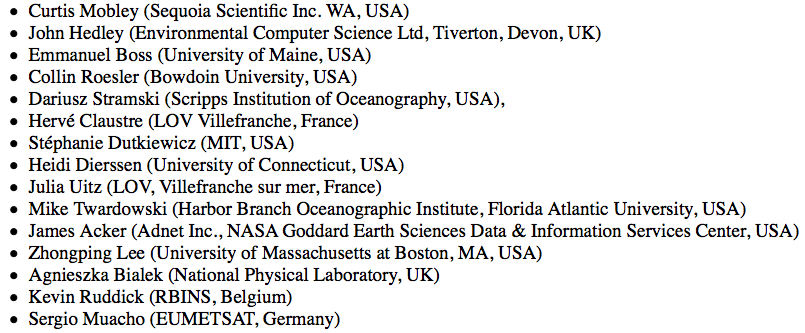 • Curtis Mobley (Sequoia Scientific Inc. WA, USA)
• John Hedley (Environmental Computer Science Ltd, Tiverton, Devon, UK)
• Emmanuel Boss (University of Maine, USA)
• Collin Roesler (Bowdoin University, USA)
• Dariusz Stramski (Scripps Institution of Oceanography, USA),
• Hervé Claustre (LOV Villefranche, France)
• Stéphanie Dutkiewicz (MIT, USA)
• Heidi Dierssen (University of Connecticut, USA)
• Julia Uitz (LOV, Villefranche sur mer, France)
• Mike Twardowski (Harbor Branch Oceanographic Institute, Florida Atlantic University, USA)
• James Acker (Adnet Inc., NASA Goddard Earth Sciences Data & Information Services Center, USA)
• Zhongping Lee (University of Massachusetts at Boston, MA, USA)
• Agnieszka Bialek (National Physical Laboratory, UK)
• Kevin Ruddick (RBINS, Belgium)
• Sergio Muacho (EUMETSAT, Germany)